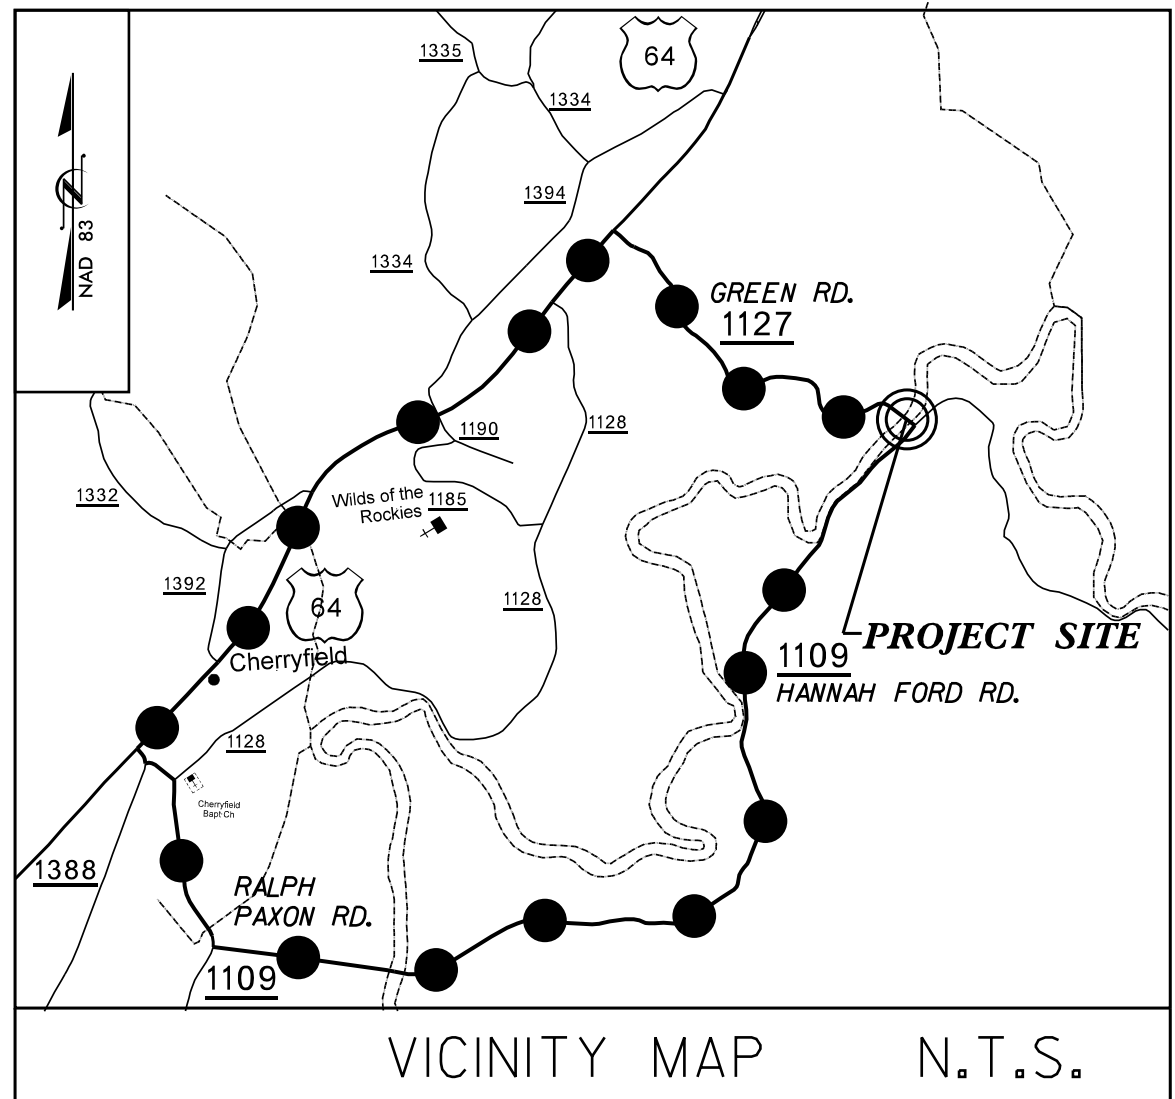 1335
64
1334
1394
NAD 83
1334
GREEN RD.
1127
1190
1128
1332
Wilds of the
Rockies
1185
1392
64
1128
Cherryfield
PROJECT SITE
1109
HANNAH FORD RD.
1128
Cherryfield
Bapt Ch
1388
RALPH
PAXON RD.
1109
VICINITY MAP N.T.S.